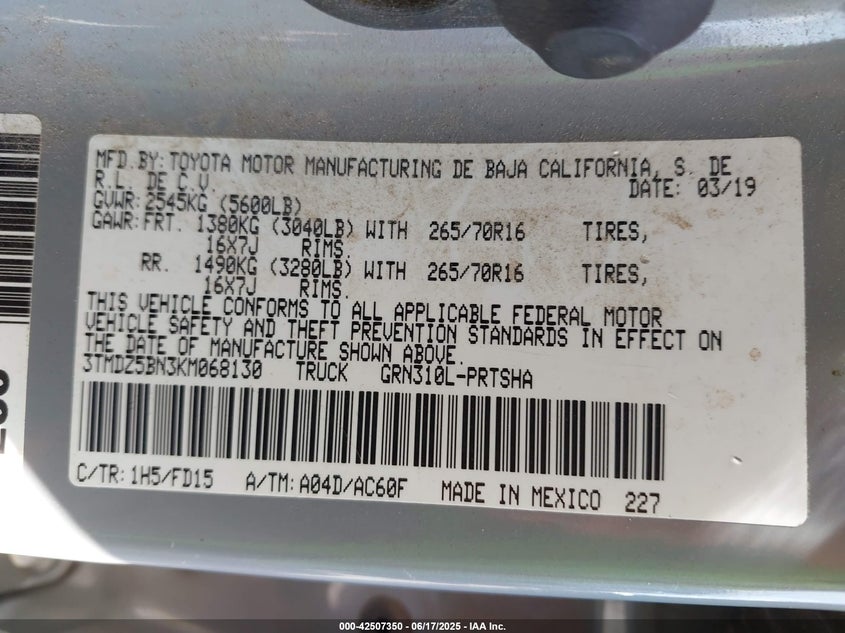 MFD.BY: TOYOTA MOTOR MANUFACTURING DE BAJA CALIFORNIA, S. DE
R.L. DE C.V. DATE: 03/19
GVWR: 2545KG (5600LB)
GAWR: FRT. 1380KG (3040LB) WITH 265/70R16 TIRES,
16X7J RIMS.
RR. 1490KG (3280LB) WITH 265/70R16 TIRES,
16X7J RIMS.
THIS VEHICLE CONFORMS TO ALL APPLICABLE FEDERAL MOTOR
VEHICLE SAFETY AND THEFT PREVENTION STANDARDS IN EFFECT ON
THE DATE OF MANUFACTURE SHOWN ABOVE.
3TMDZ5BN3KM068130 TRUCK GRN310L-PRTSHA
C/TR: 1H5/FD15 A/TM: A04D/AC60F MADE IN MEXICO 227
000-42507350 - 06/17/2025 - IAA Inc.